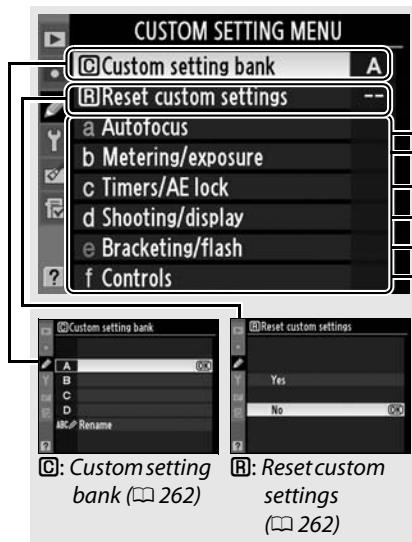 CUSTOM SETTING MENU
C Custom setting bank A
R Reset custom settings --
a Autofocus
b Metering/exposure
c Timers/AE lock
d Shooting/display
e Bracketing/flash
f Controls
?
C Custom setting bank
A OK
B
C
D
ABC Rename
?
R Reset custom settings
Yes
No OK
?
C: Custom setting
bank (262)
R: Reset custom
settings
(262)